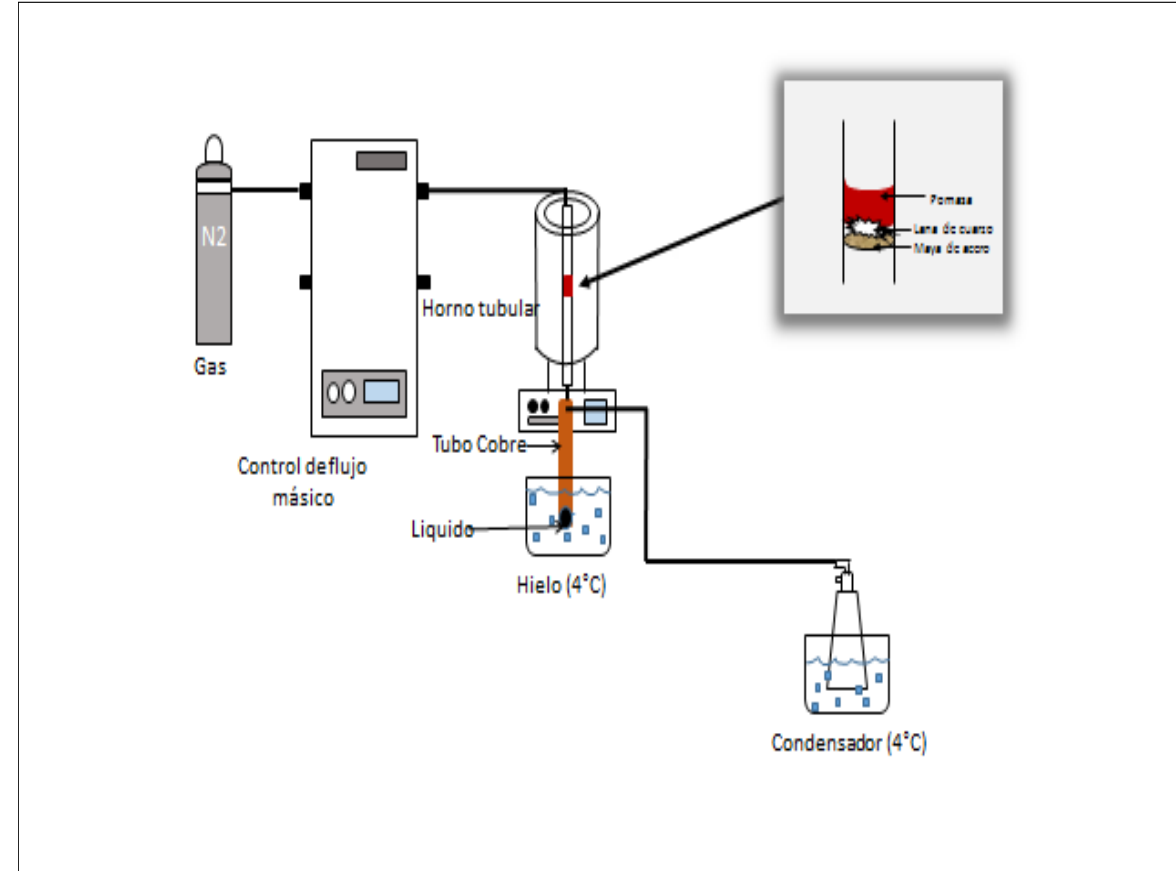 N2
Gas
Control de flujo
másico
Horno tubular
Pomasa
Lana de cuarso
Maya de acero
Tubo Cobre
Liquido
Hielo (4°C)
Condensador (4°C)